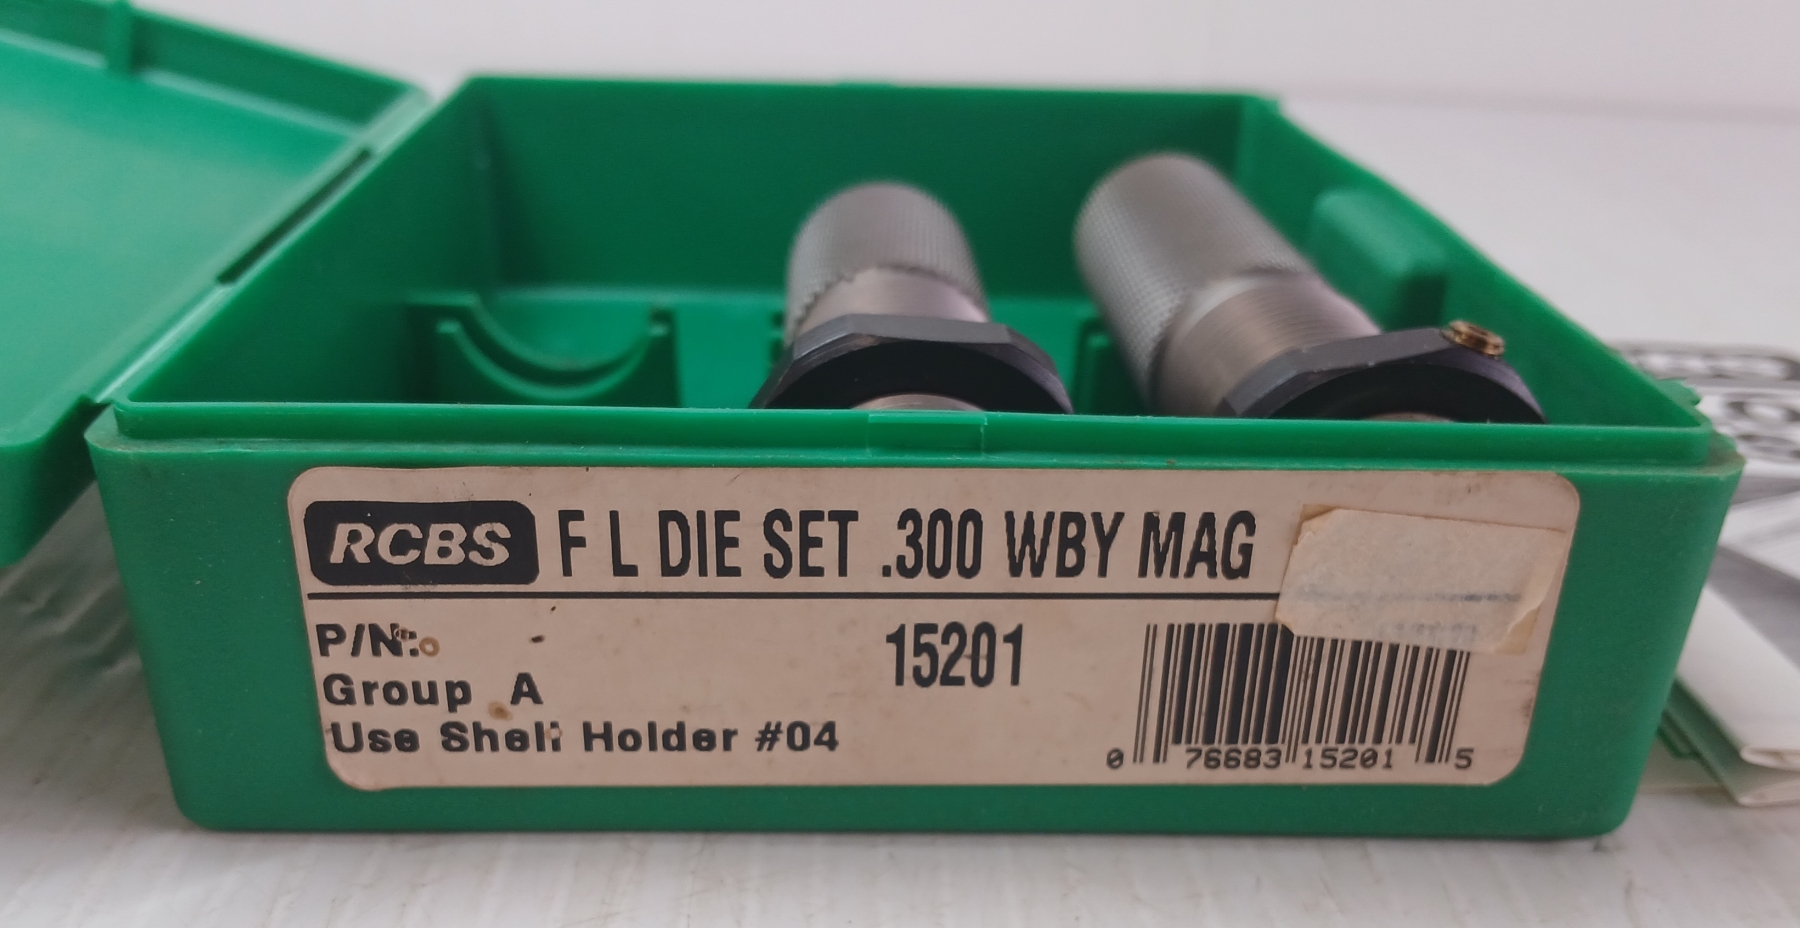 RCBS F L DIE SET .300 WBY MAG
P/N: 15201
Group A
Use Shell Holder #04
0 76683 15201 5